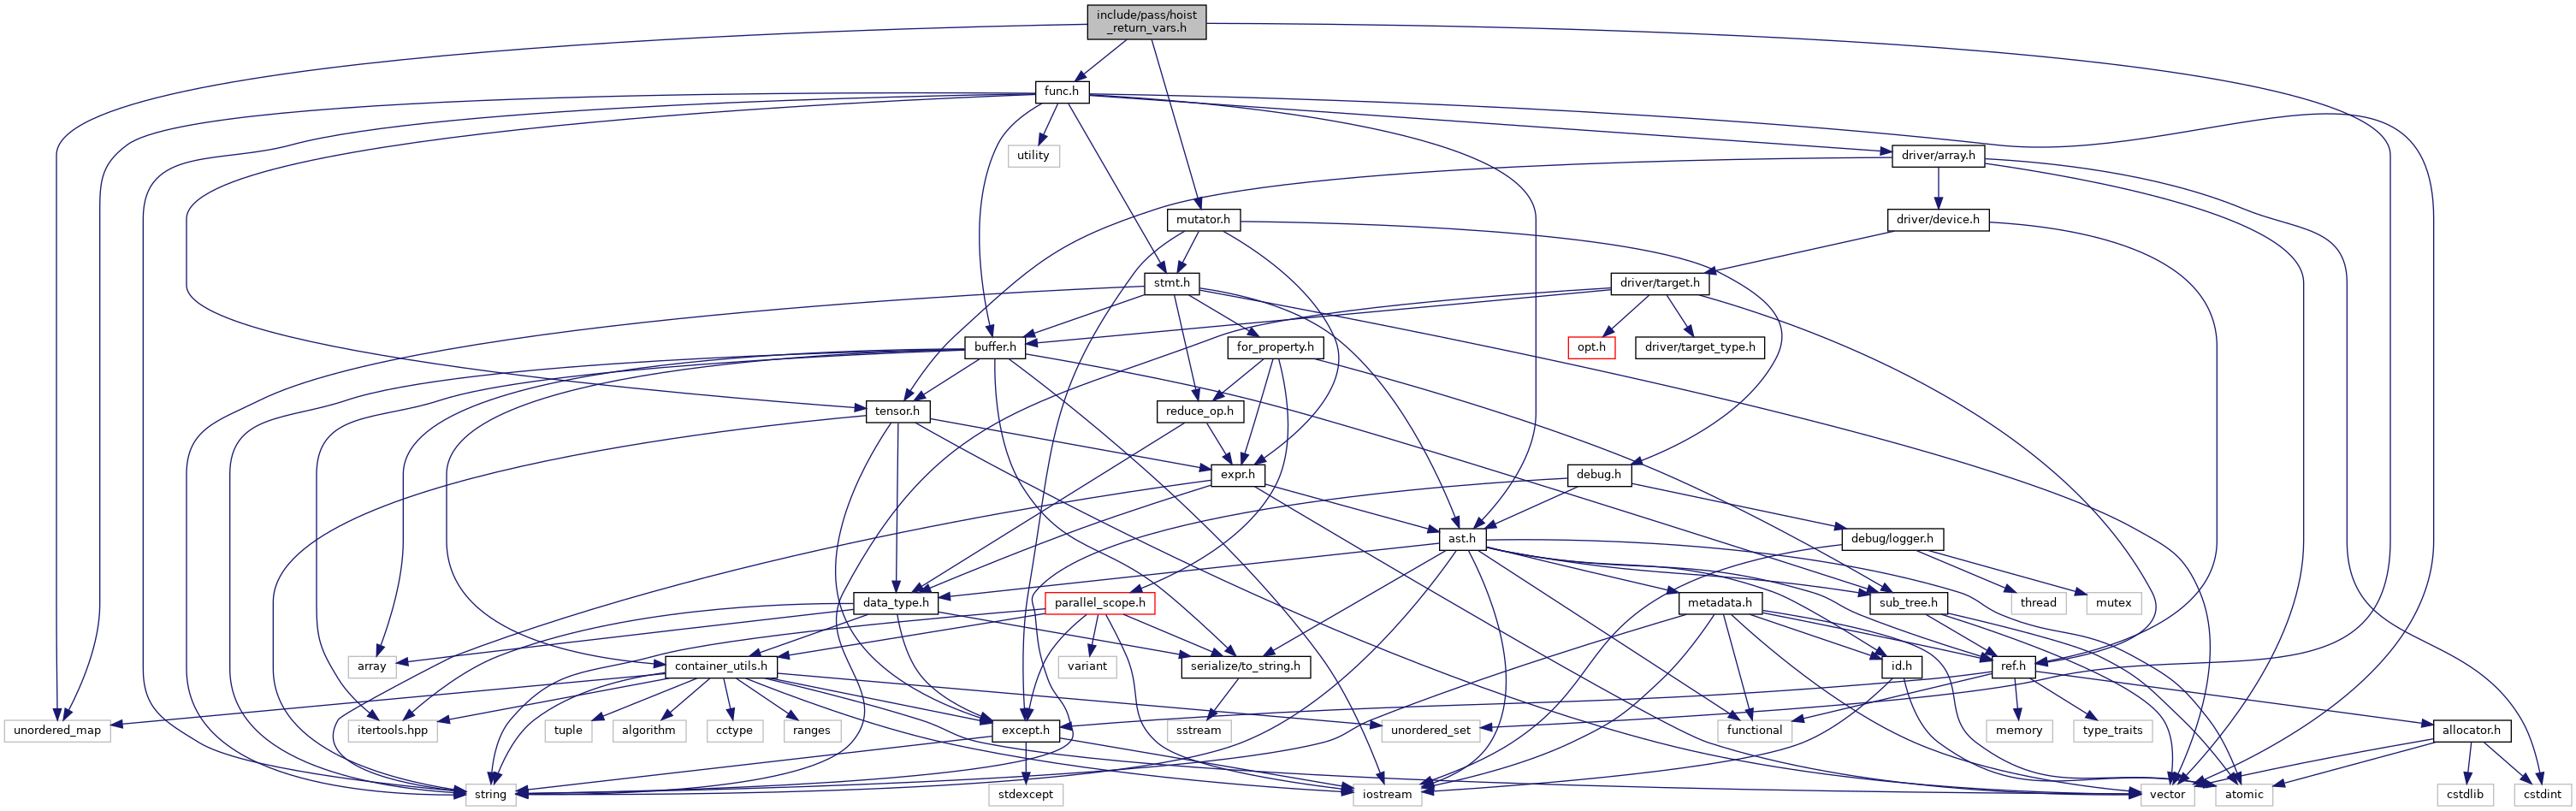 include/pass/hoist
_return_vars.h
func.h
utility
driver/array.h
mutator.h
driver/device.h
stmt.h
driver/target.h
buffer.h
for_property.h
opt.h
driver/target_type.h
tensor.h
reduce_op.h
expr.h
debug.h
ast.h
debug/logger.h
data_type.h
parallel_scope.h
metadata.h
sub_tree.h
thread
mutex
array
container_utils.h
variant
serialize/to_string.h
id.h
ref.h
unordered_map
itertools.hpp
tuple
algorithm
cctype
ranges
except.h
sstream
unordered_set
functional
memory
type_traits
allocator.h
string
stdexcept
iostream
vector
atomic
cstdlib
cstdint